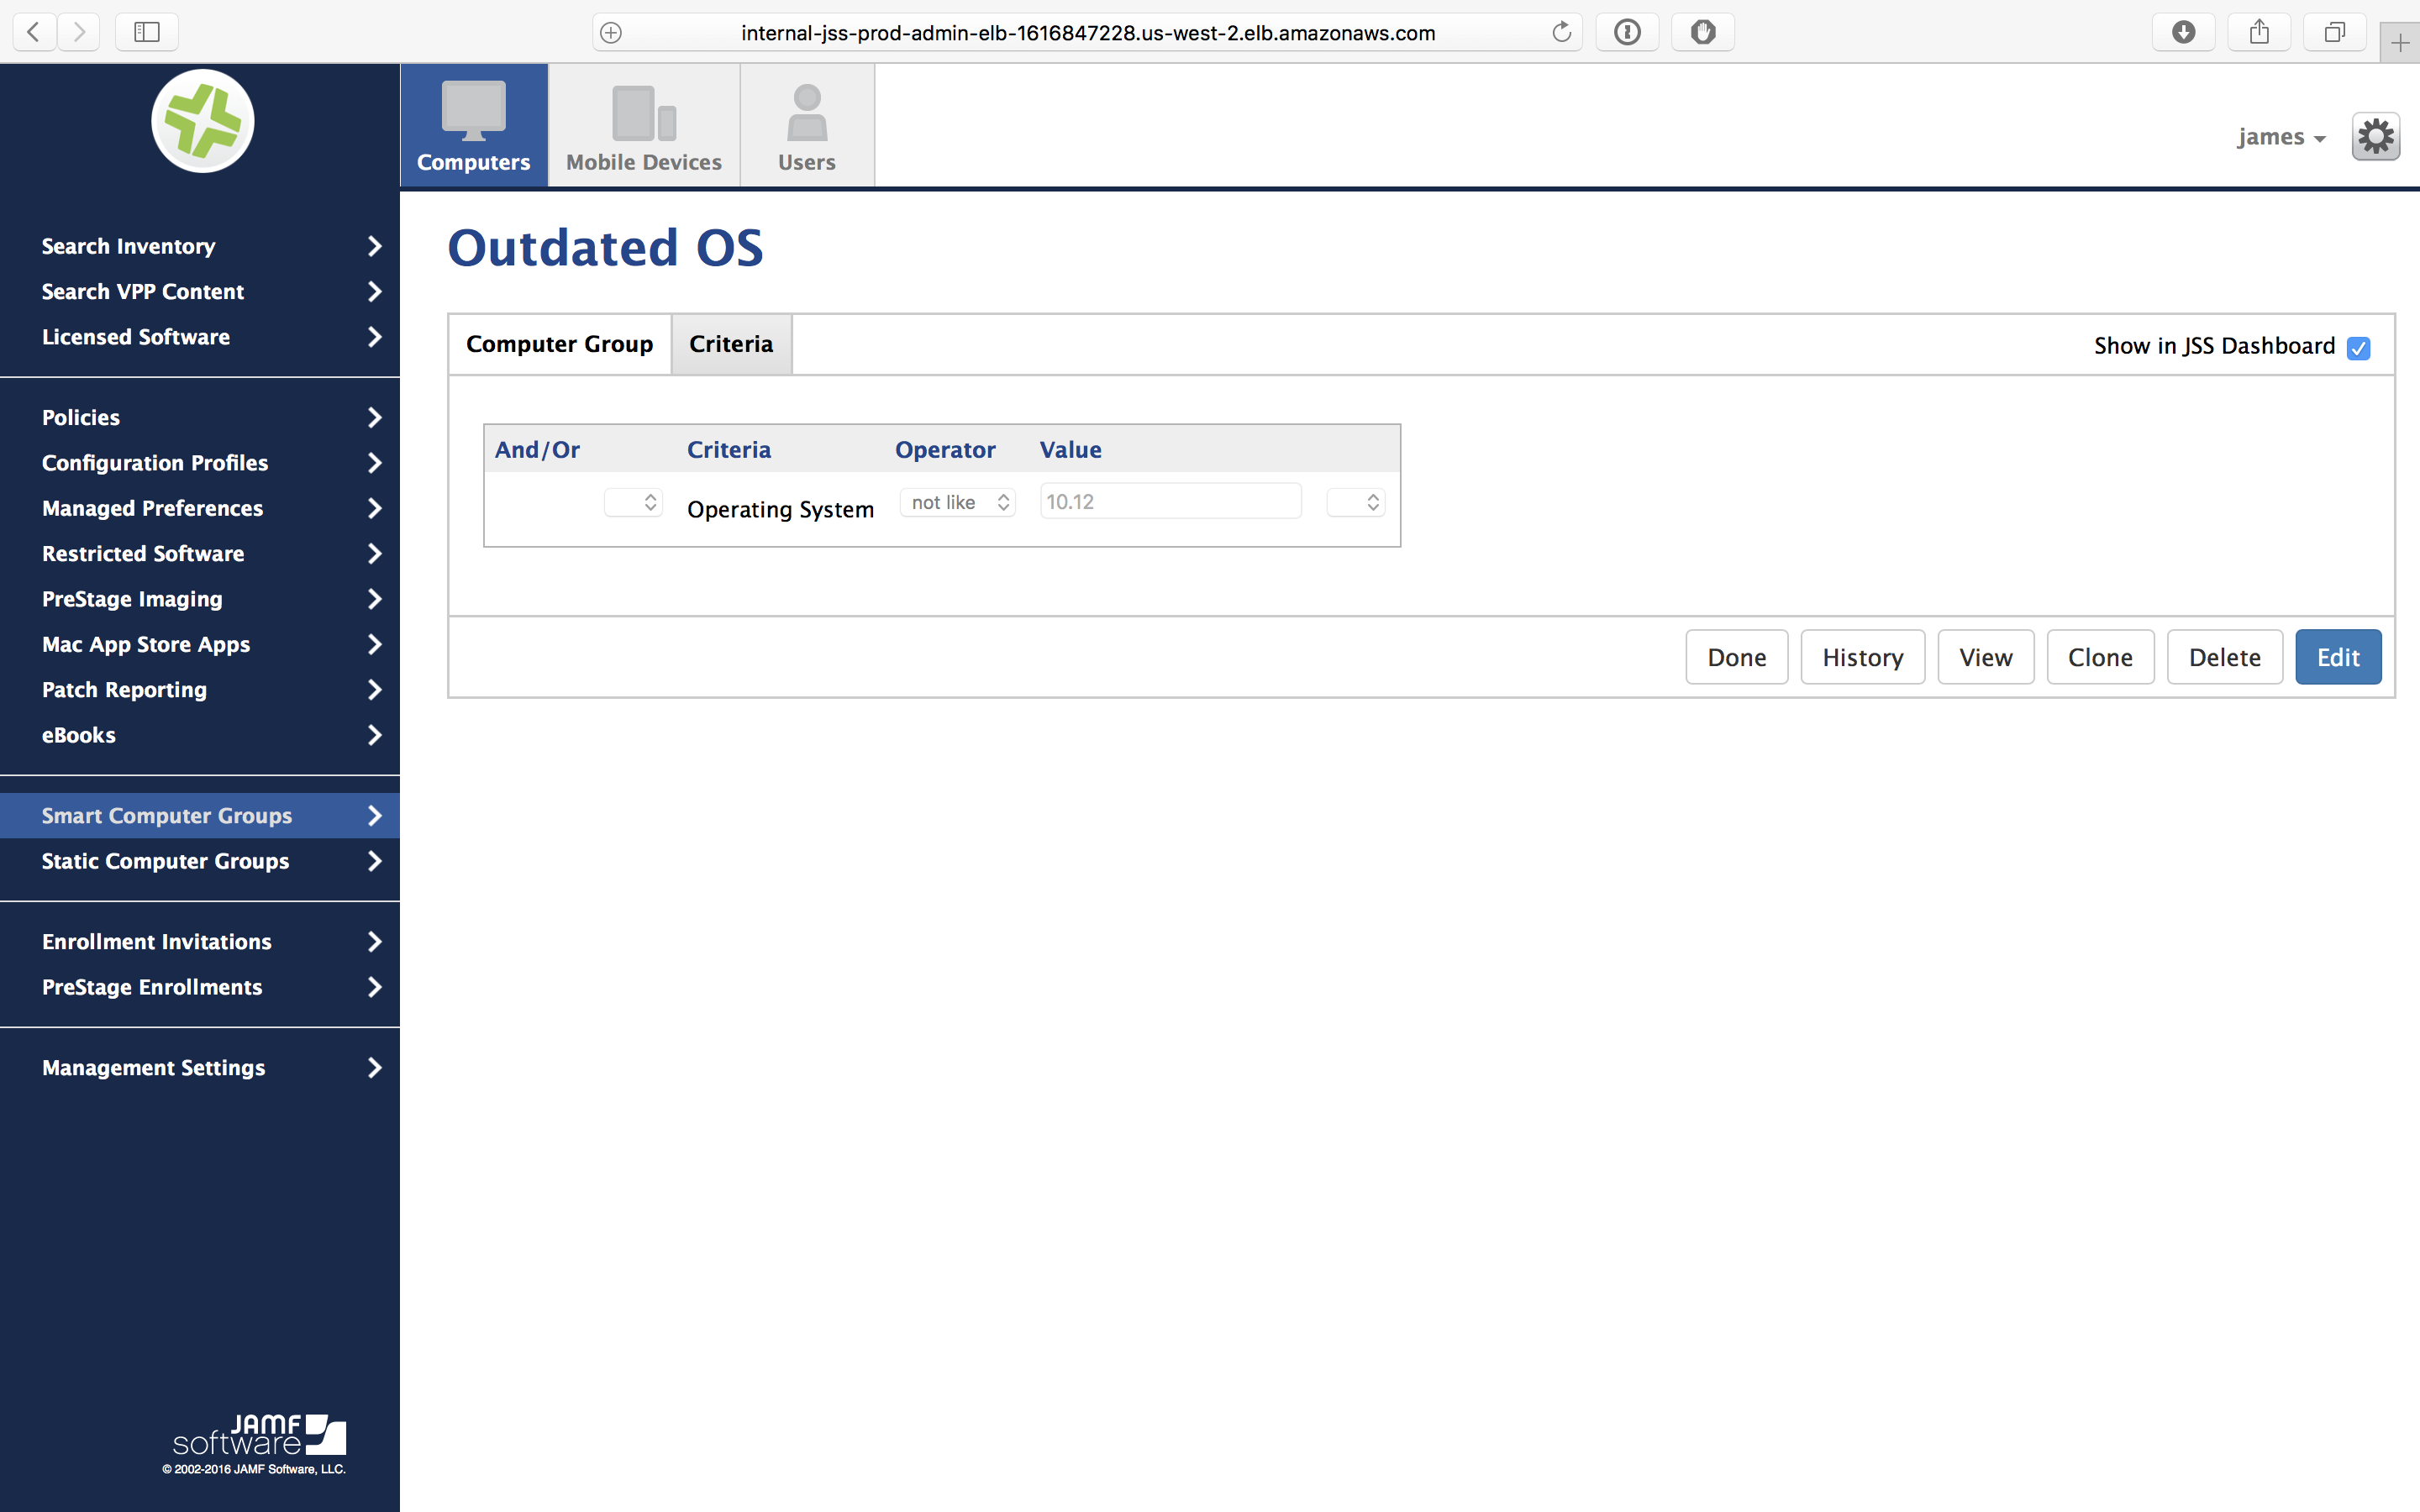 internal-jss-prod-admin-elb-1616847228.us-west-2.elb.amazonaws.com
Computers
Mobile Devices
Users
james
Search Inventory
Search VPP Content
Licensed Software
Policies
Configuration Profiles
Managed Preferences
Restricted Software
PreStage Imaging
Mac App Store Apps
Patch Reporting
eBooks
Smart Computer Groups
Static Computer Groups
Enrollment Invitations
PreStage Enrollments
Management Settings
JAMF
software
© 2002-2016 JAMF Software, LLC.
Outdated OS
Computer Group Criteria Show in JSS Dashboard
And/Or Criteria Operator Value
Operating System not like 10.12
Done History View Clone Delete Edit